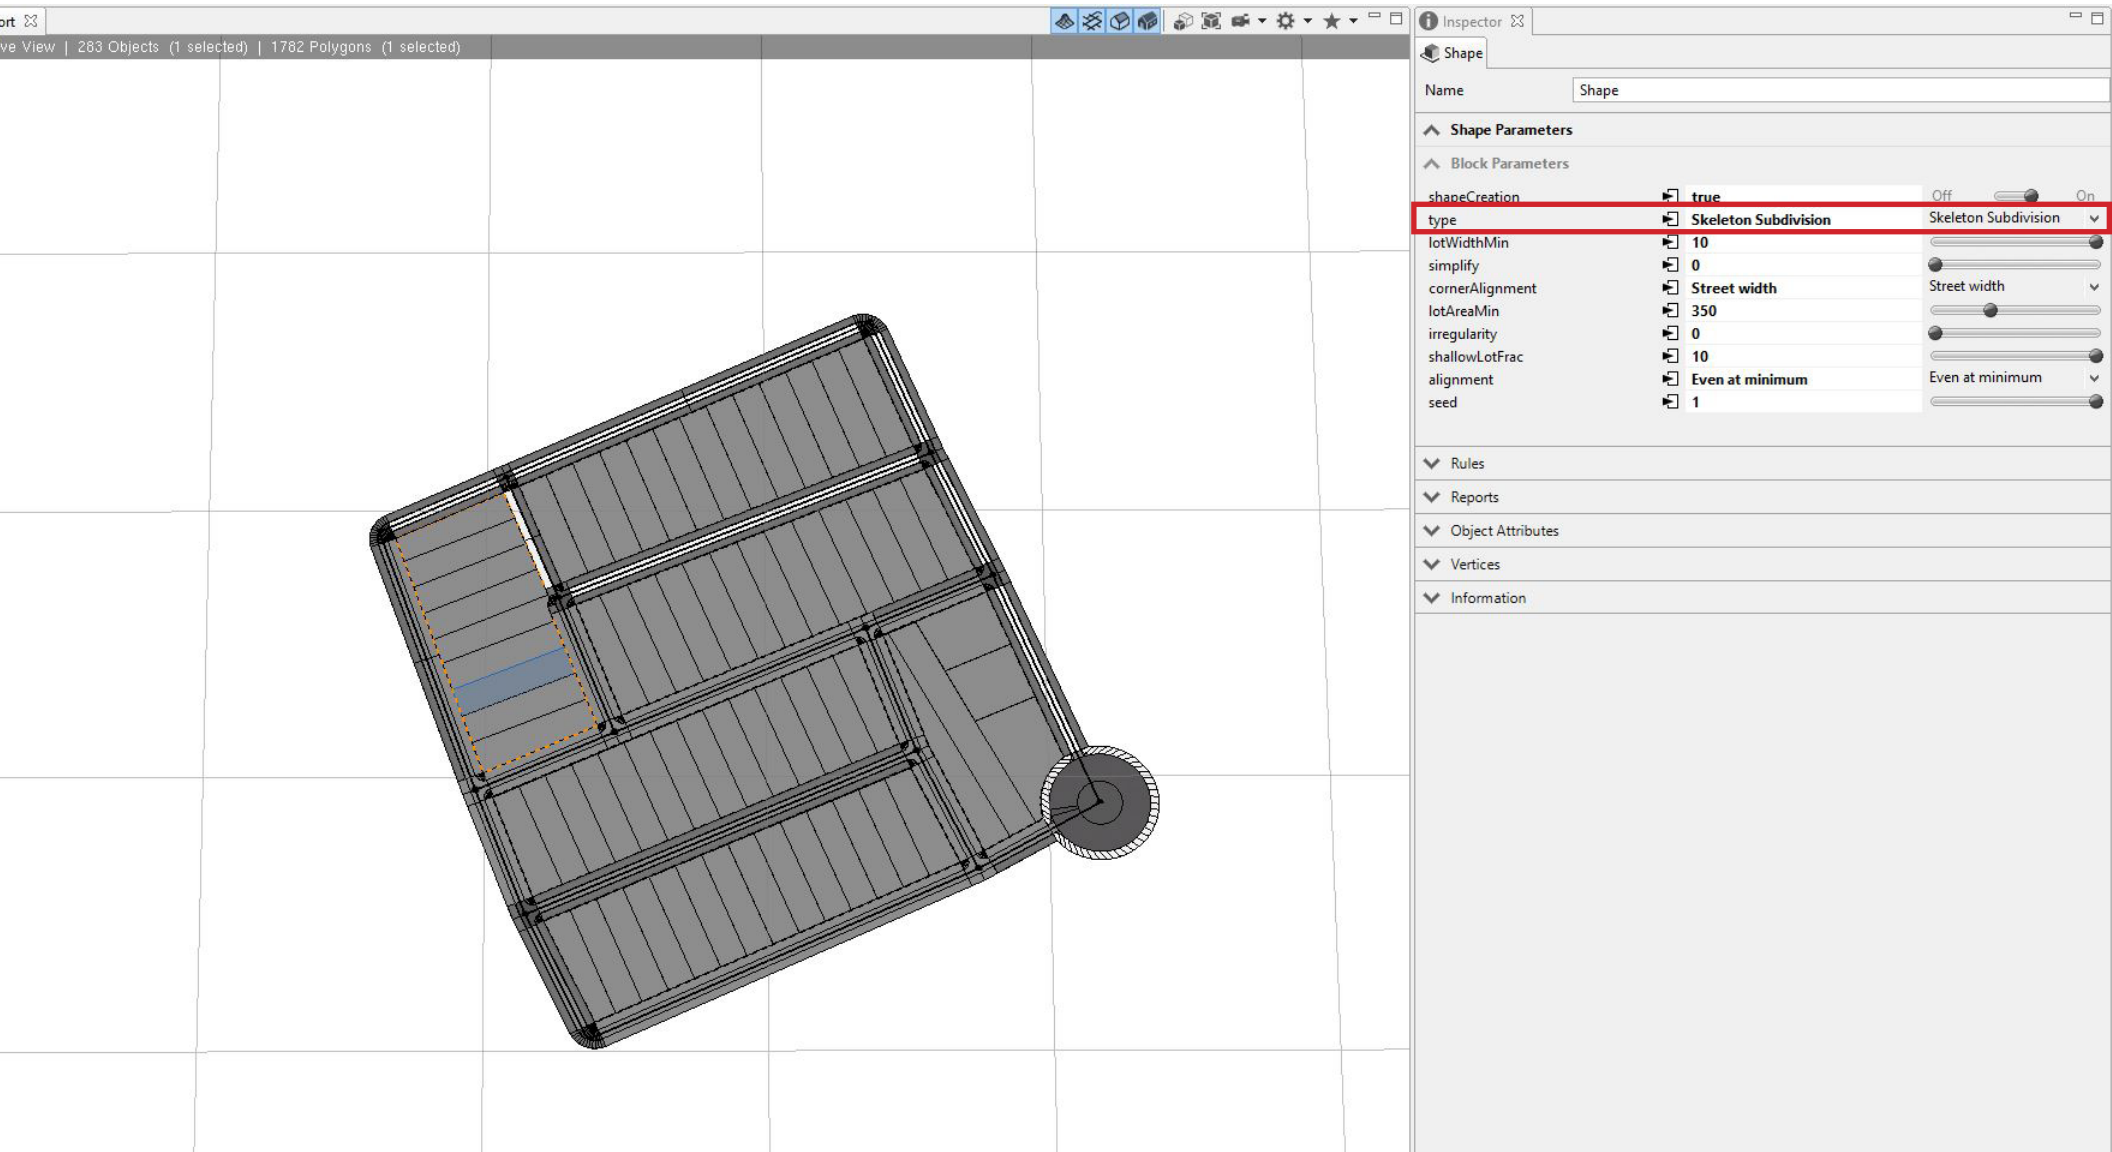 ort
ve View | 283 Objects (1 selected) | 1782 Polygons (1 selected)
Inspector
Shape
Name Shape
Shape Parameters
Block Parameters
shapeCreation true Off On
type Skeleton Subdivision Skeleton Subdivision
lotWidthMin 10
simplify 0
cornerAlignment Street width Street width
lotAreaMin 350
irregularity 0
shallowLotFrac 10
alignment Even at minimum Even at minimum
seed 1
Rules
Reports
Object Attributes
Vertices
Information